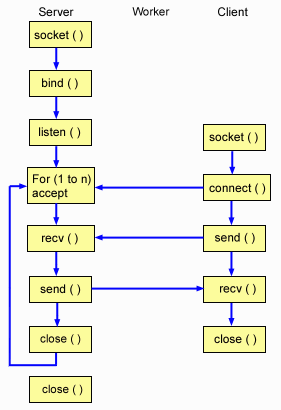 Server Worker Client
socket ( )
bind ( )
listen ( )
socket ( )
For (1 to n)
accept
connect ( )
recv ( )
send ( )
send ( )
recv ( )
close ( )
close ( )
close ( )